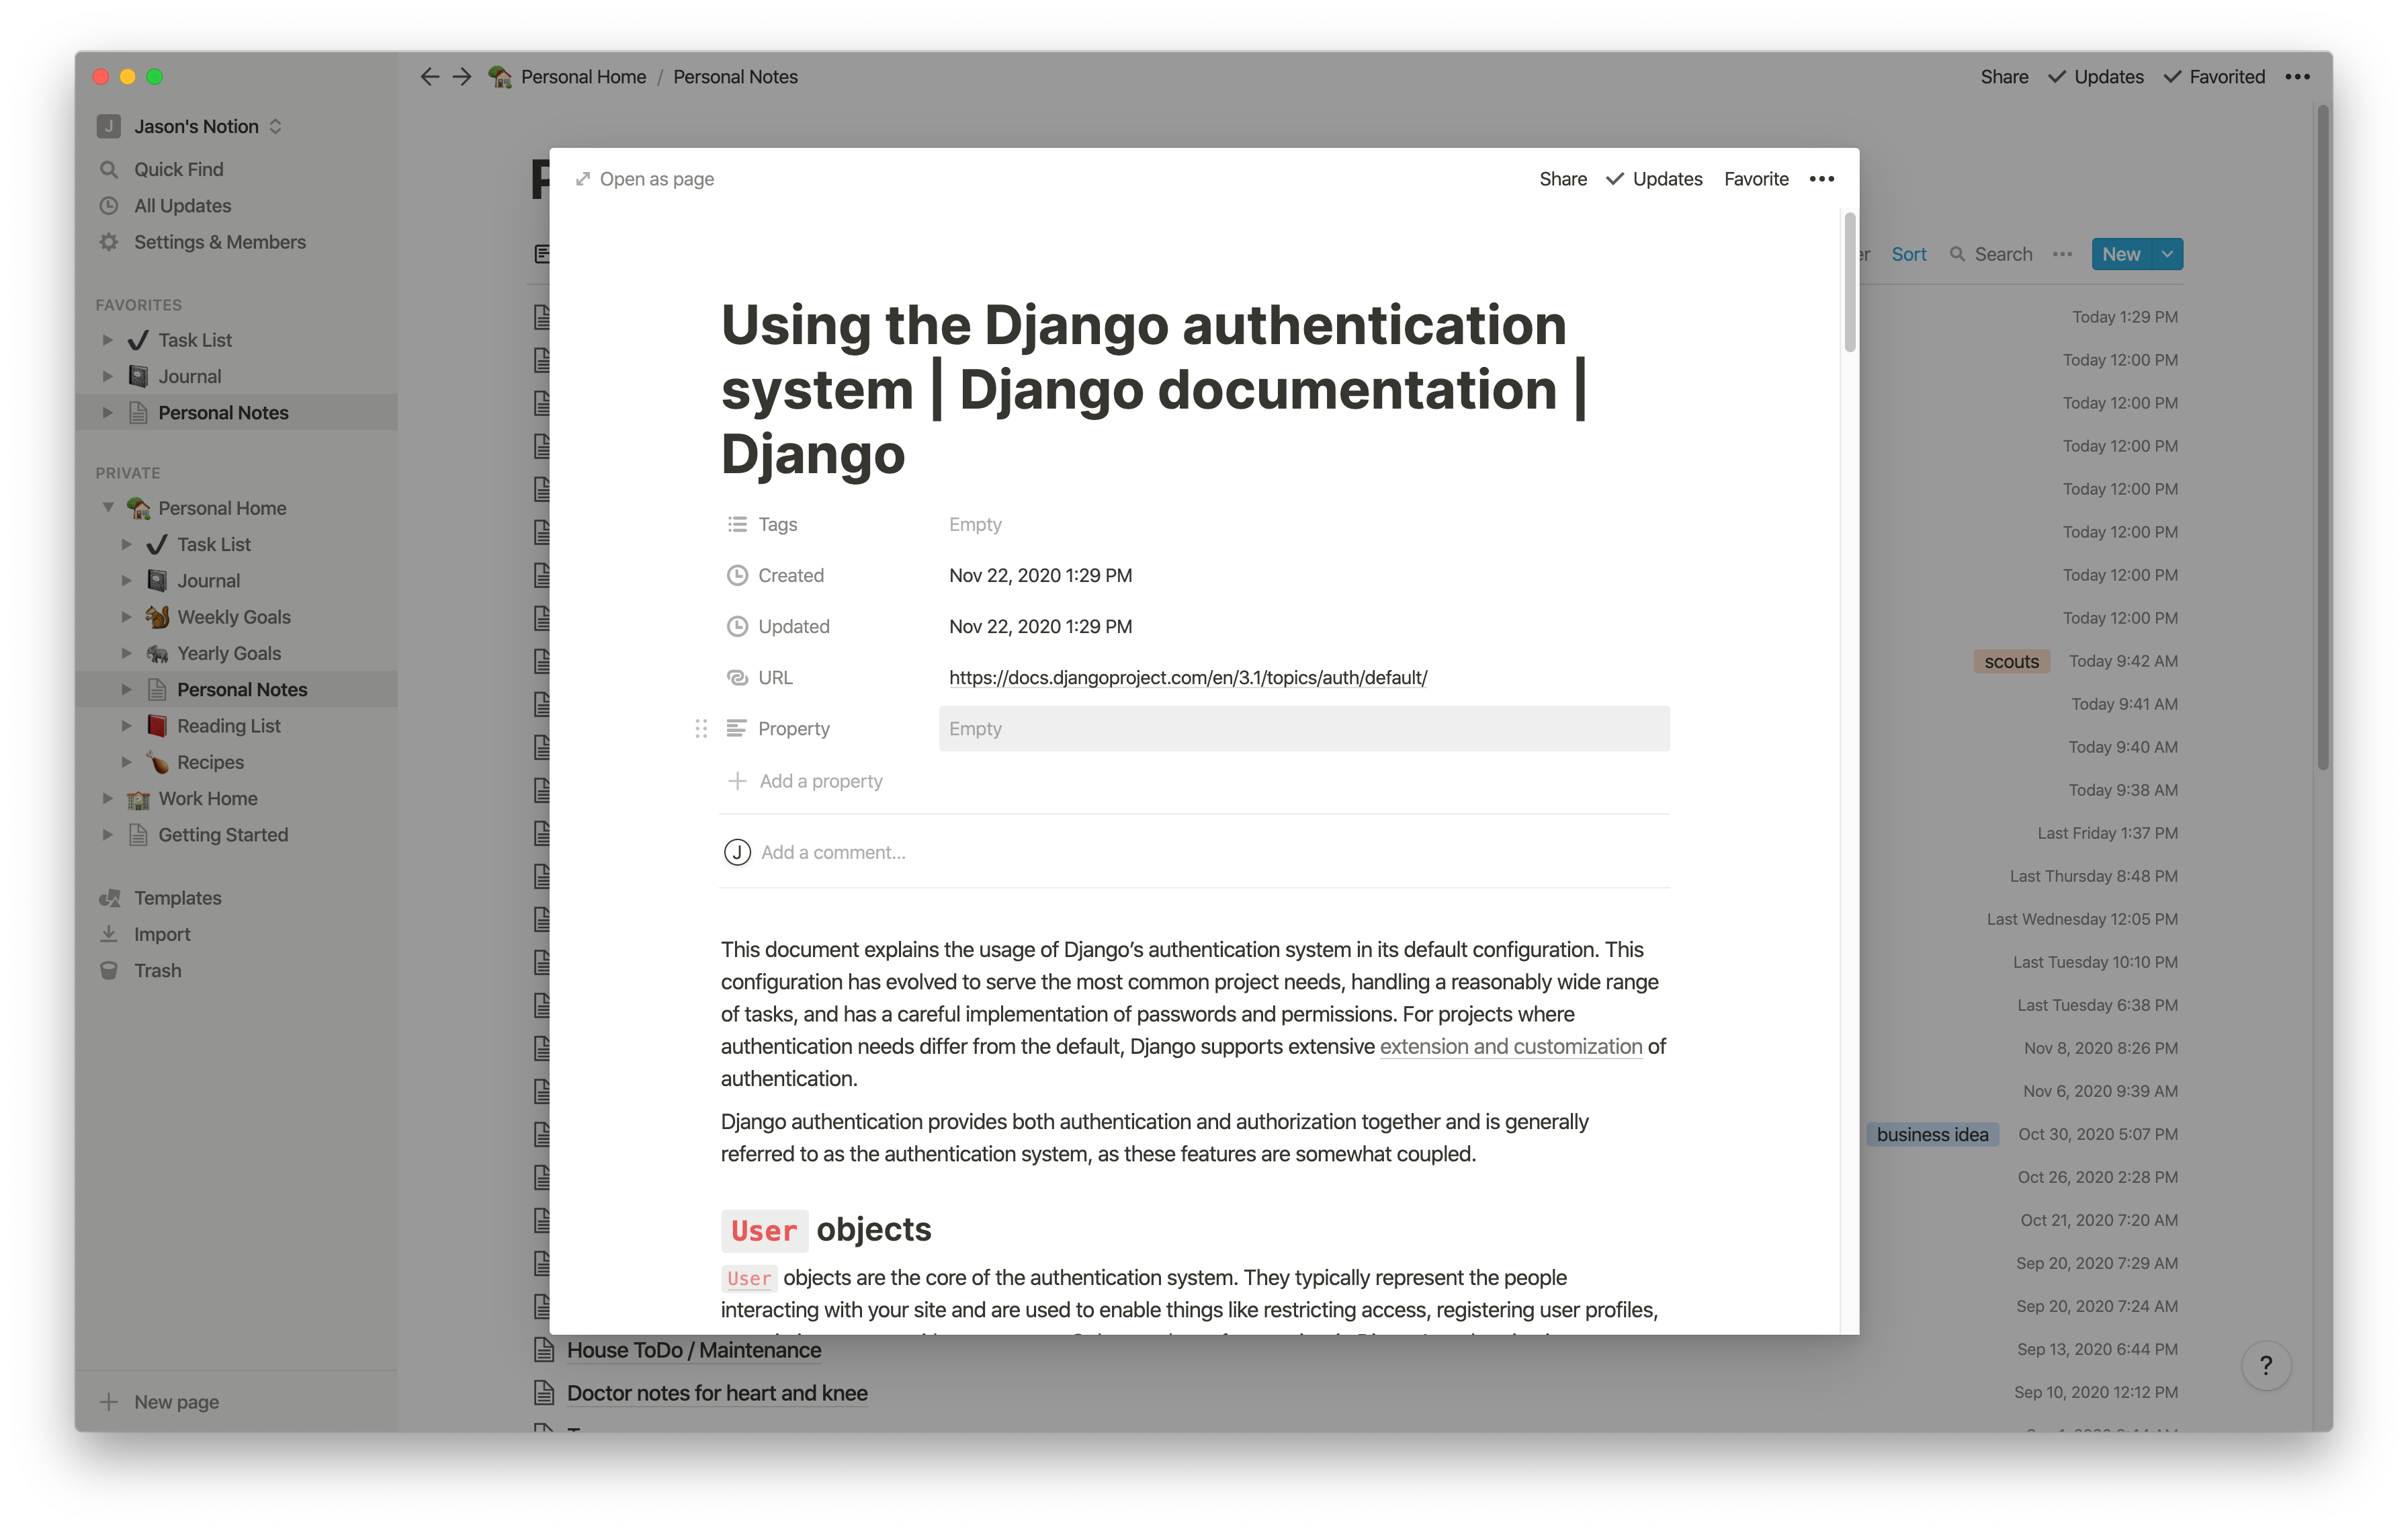 Personal Home / Personal Notes
Share Updates Favorited
J Jason's Notion
Quick Find
All Updates
Settings & Members
FAVORITES
Task List
Journal
Personal Notes
PRIVATE
Personal Home
Task List
Journal
Weekly Goals
Yearly Goals
Personal Notes
Reading List
Recipes
Work Home
Getting Started
Templates
Import
Trash
New page
Open as page
Share Updates Favorite
Using the Django authentication
system | Django documentation |
Django
Tags Empty
Created Nov 22, 2020 1:29 PM
Updated Nov 22, 2020 1:29 PM
URL https://docs.djangoproject.com/en/3.1/topics/auth/default/
Property Empty
Add a property
J Add a comment...
This document explains the usage of Django’s authentication system in its default configuration. This
configuration has evolved to serve the most common project needs, handling a reasonably wide range
of tasks, and has a careful implementation of passwords and permissions. For projects where
authentication needs differ from the default, Django supports extensive extension and customization of
authentication.
Django authentication provides both authentication and authorization together and is generally
referred to as the authentication system, as these features are somewhat coupled.
User objects
User objects are the core of the authentication system. They typically represent the people
interacting with your site and are used to enable things like restricting access, registering user profiles,
Sort Search New
Today 1:29 PM
Today 12:00 PM
Today 12:00 PM
Today 12:00 PM
Today 12:00 PM
Today 12:00 PM
Today 12:00 PM
Today 12:00 PM
scouts Today 9:42 AM
Today 9:41 AM
Today 9:40 AM
Today 9:38 AM
Last Friday 1:37 PM
Last Thursday 8:48 PM
Last Wednesday 12:05 PM
Last Tuesday 10:10 PM
Last Tuesday 6:38 PM
Nov 8, 2020 8:26 PM
Nov 6, 2020 9:39 AM
business idea Oct 30, 2020 5:07 PM
Oct 26, 2020 2:28 PM
Oct 21, 2020 7:20 AM
Sep 20, 2020 7:29 AM
Sep 20, 2020 7:24 AM
House ToDo / Maintenance Sep 13, 2020 6:44 PM
Doctor notes for heart and knee Sep 10, 2020 12:12 PM
?